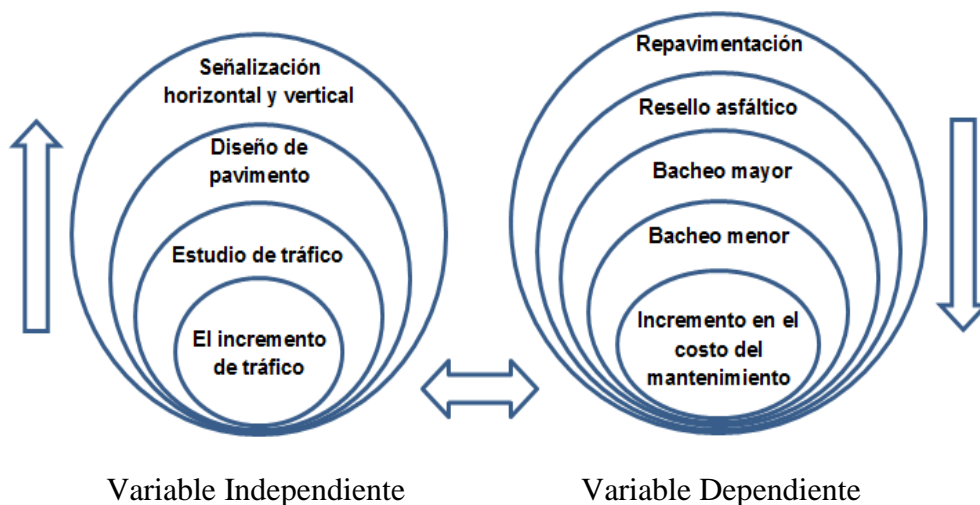 Señalización
horizontal y vertical
Diseño de
pavimento
Estudio de tráfico
El incremento
de tráfico
Repavimentación
Resello asfáltico
Bacheo mayor
Bacheo menor
Incremento en el
costo del
mantenimiento
Variable Independiente
Variable Dependiente